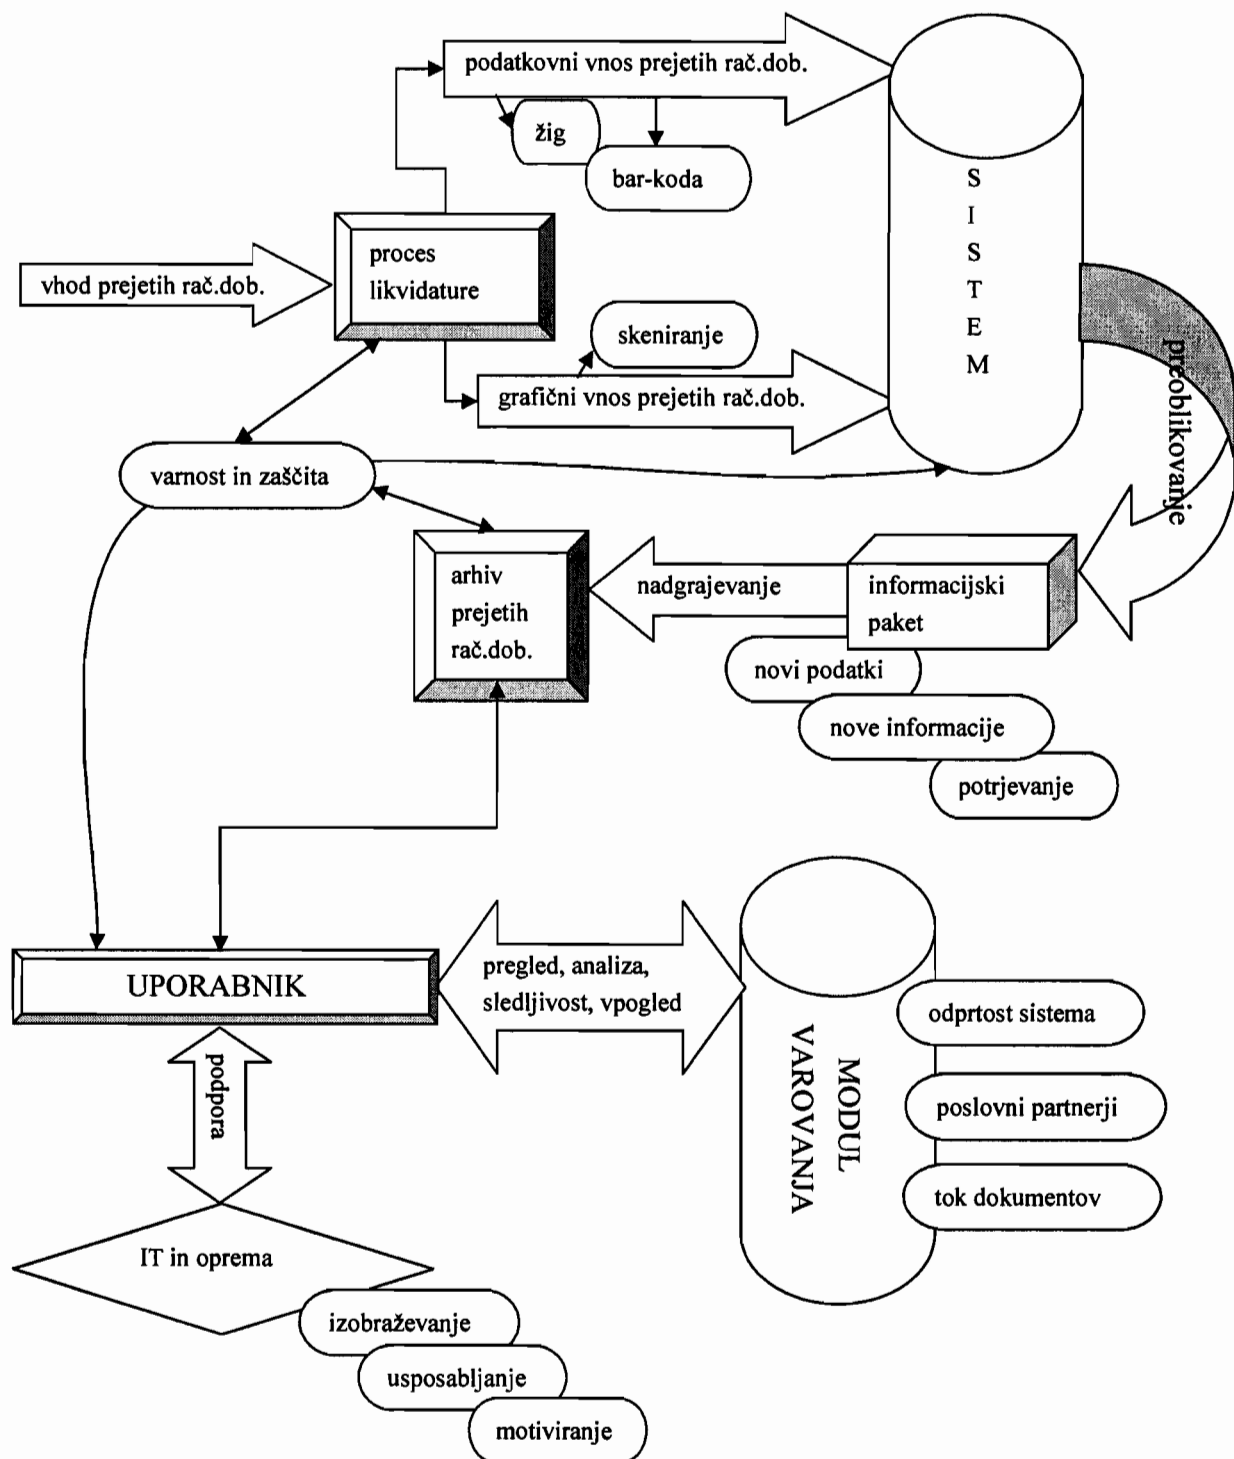 podatkovni vnos prejetih rač.dob.
žig
bar-koda
S
I
S
T
E
M
proces
likvidature
vhod prejetih rač.dob.
skeniranje
grafični vnos prejetih rač.dob.
preoblikovanje
varnost in zaščita
arhiv
prejetih
rač.dob.
nadgrajevanje
informacijski
paket
novi podatki
nove informacije
potrjevanje
UPORABNIK
pregled, analiza,
sledljivost, vpogled
MODUL
VAROVANJA
odprtost sistema
poslovni partnerji
tok dokumentov
podpora
IT in oprema
izobraževanje
usposabljanje
motiviranje